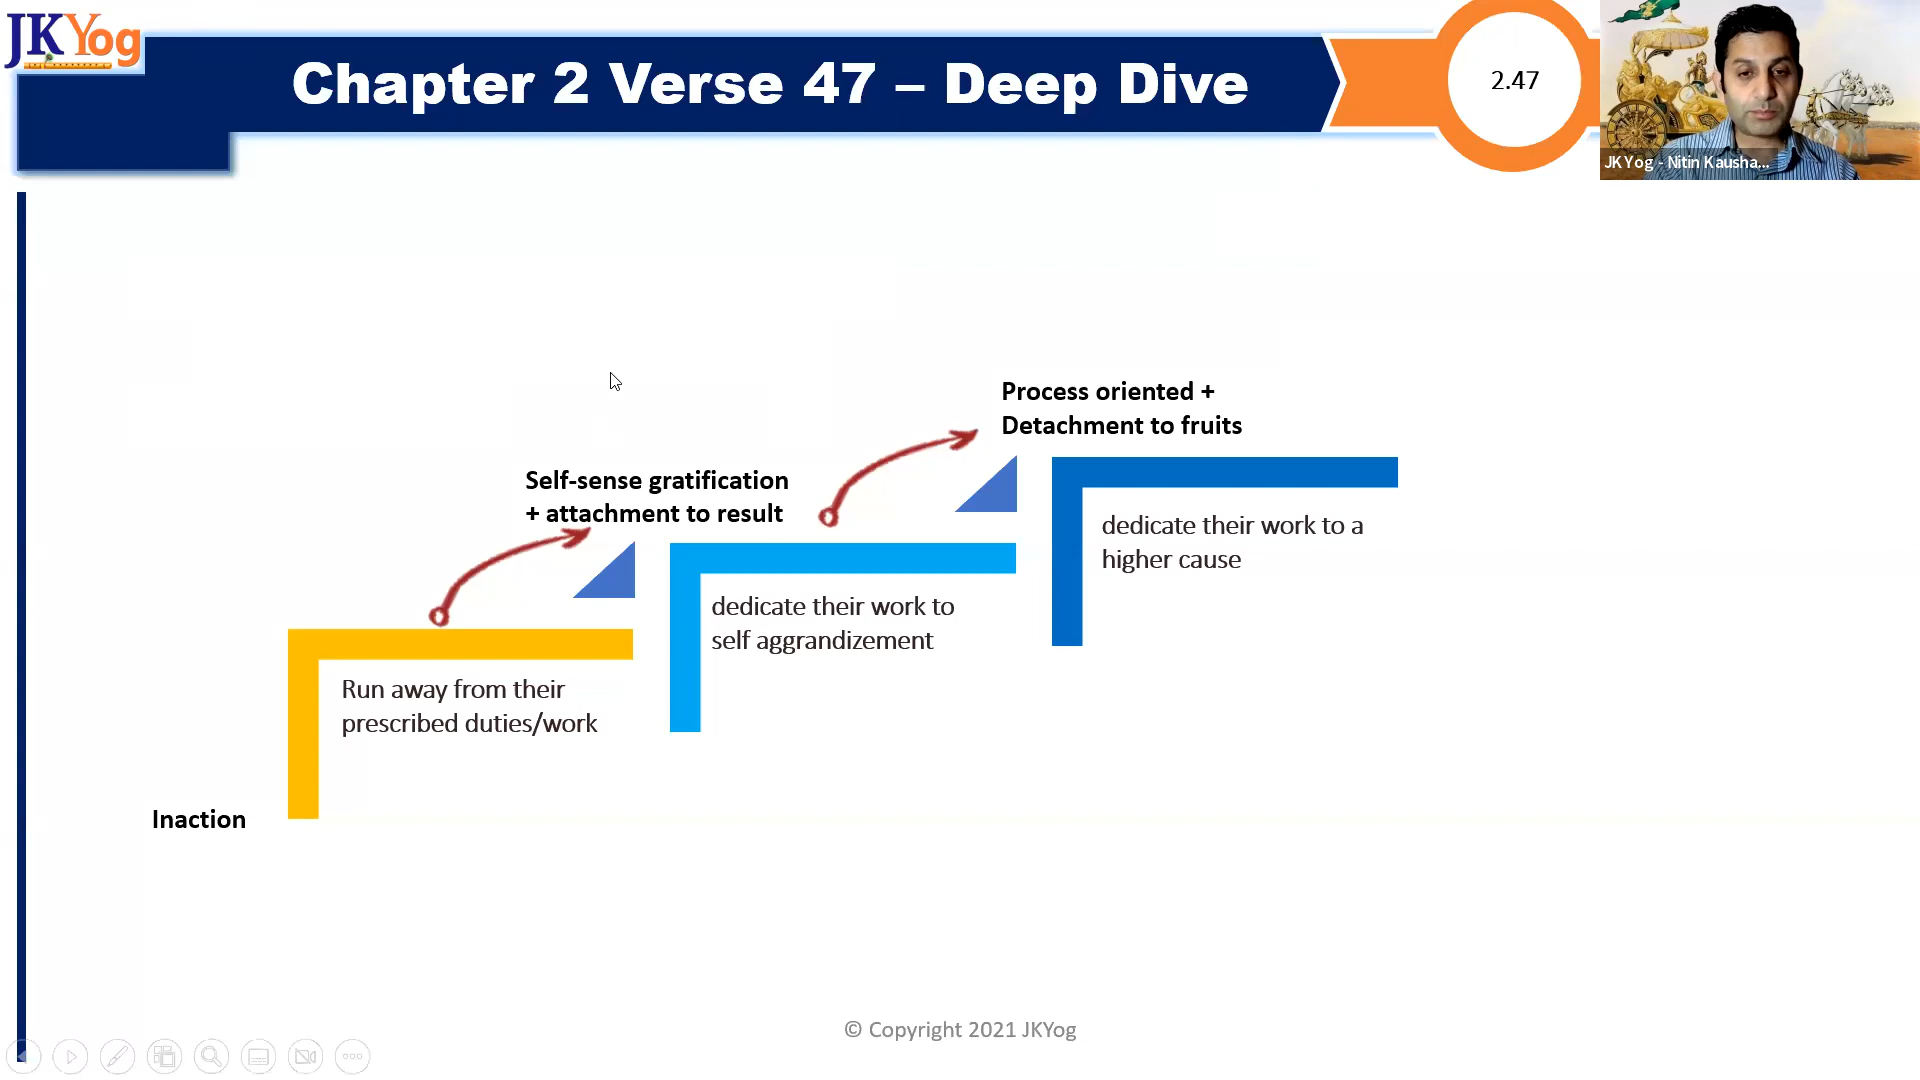 JKYog
Chapter 2 Verse 47 – Deep Dive
2.47
JK Yog - Nitin Kausha...
Process oriented +
Detachment to fruits
Self-sense gratification
+ attachment to result
dedicate their work to a
higher cause
dedicate their work to
self aggrandizement
Run away from their
prescribed duties/work
Inaction
© Copyright 2021 JKYog